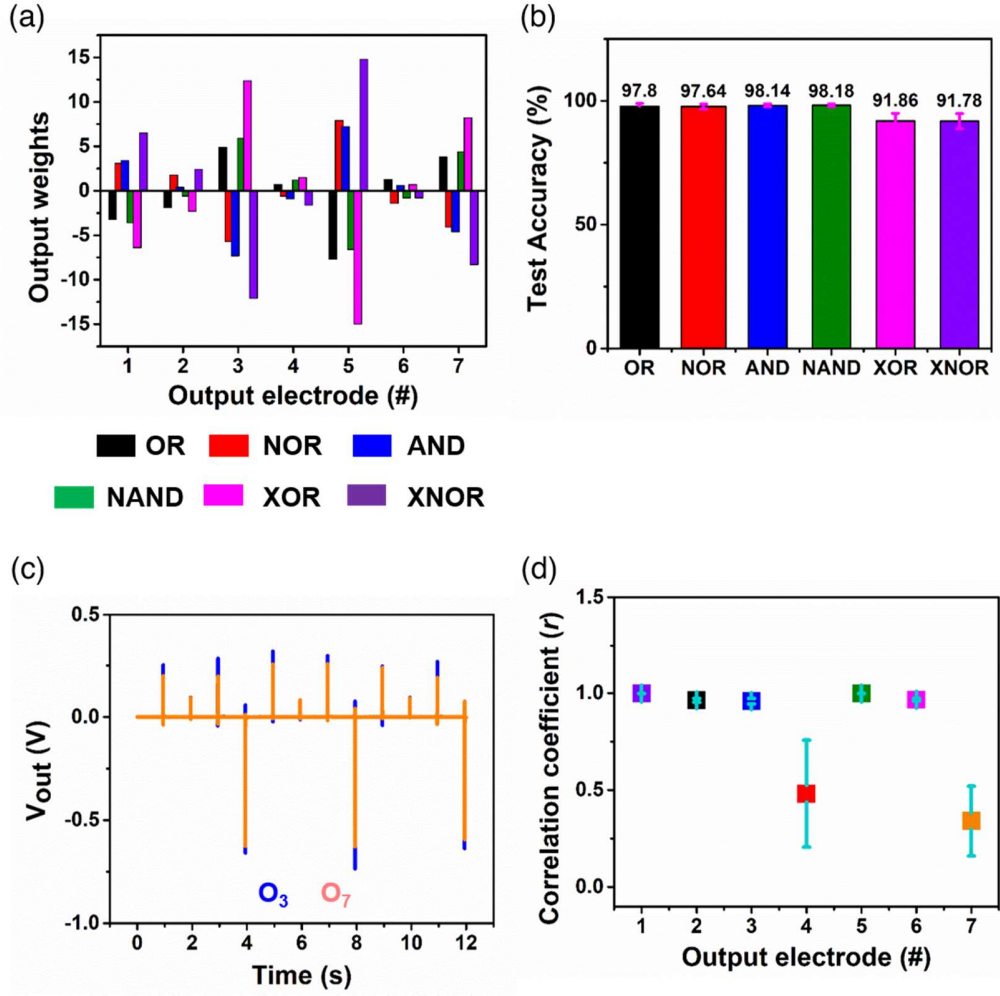 (a)
15
10
5
0
-5
-10
-15
Output weights
1 2 3 4 5 6 7
Output electrode (#)
(b)
100
50
0
Test Accuracy (%)
97.8 97.64 98.14 98.18 91.86 91.78
OR NOR AND NAND XOR XNOR
OR NOR AND
NAND XOR XNOR
(c)
0.5
0.0
-0.5
-1.0
Vout (V)
O3 O7
0 2 4 6 8 10 12
Time (s)
(d)
1.5
1.0
0.5
0.0
Correlation coefficient (r)
1 2 3 4 5 6 7
Output electrode (#)